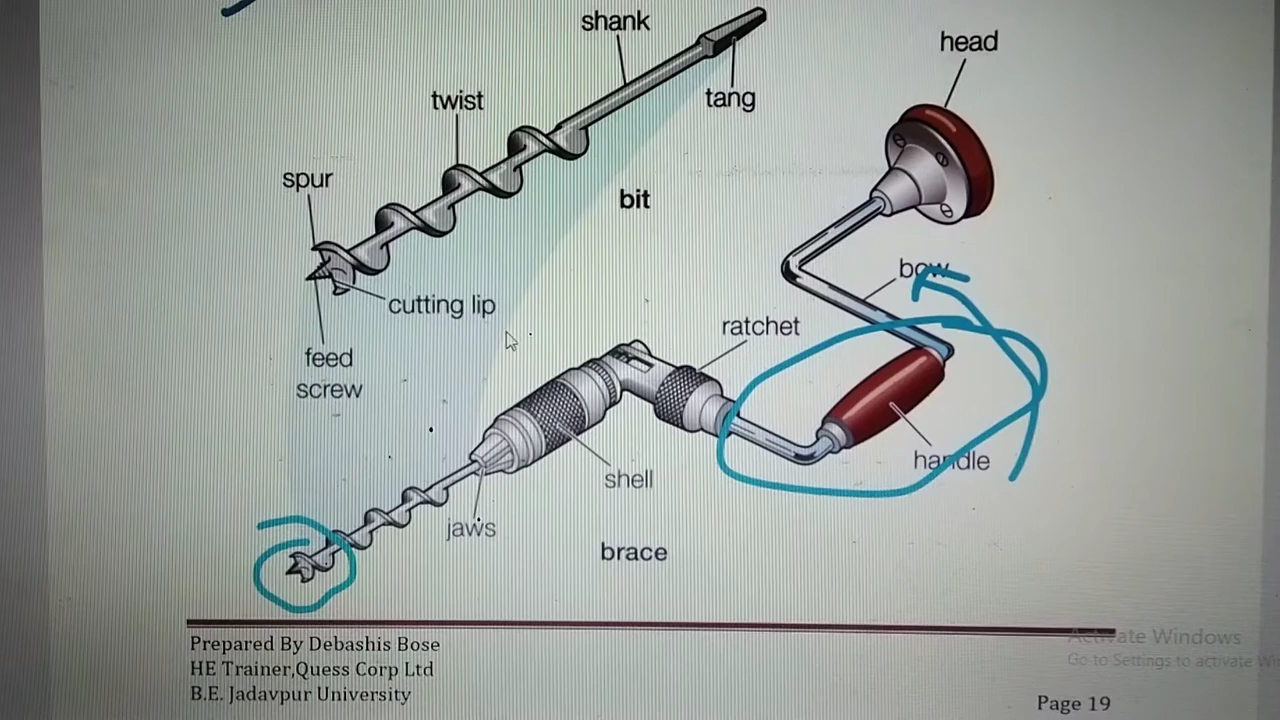 shank
head
twist
tang
spur
bit
bow
cutting lip
ratchet
feed
screw
handle
shell
jaws
brace
Prepared By Debashis Bose
HE Trainer,Quess Corp Ltd
B.E. Jadavpur University
Activate Windows
Go to Settings to activate
Page 19